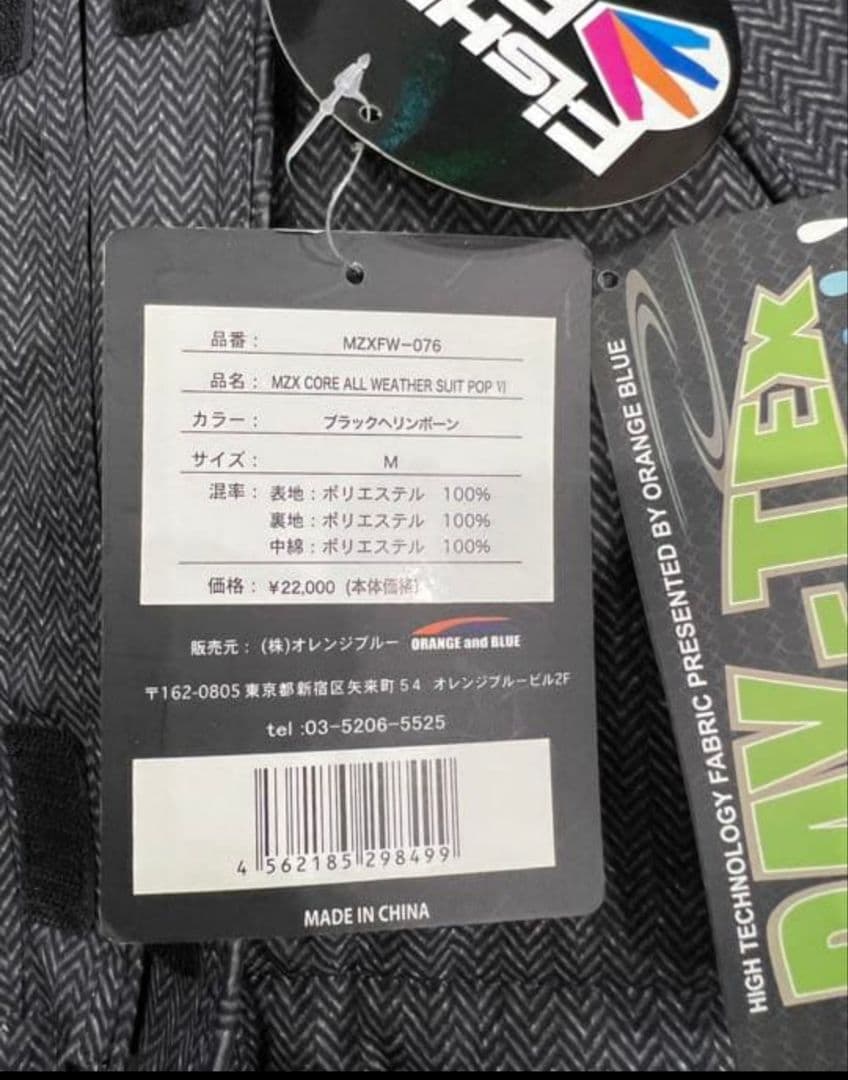 FiSH
品番： MZXFW-076
品名： MZX CORE ALL WEATHER SUIT POP VI
カラー： ブラックヘリンボーン
サイズ： M
混率： 表地：ポリエステル 100%
裏地：ポリエステル 100%
中綿：ポリエステル 100%
価格： ¥22,000 (本体価格)
販売元： (株)オレンジブルー ORANGE and BLUE
〒162-0805 東京都新宿区矢来町54 オレンジブルービル2F
tel :03-5206-5525
4 562185 298499
MADE IN CHINA
HIGH TECHNOLOGY FABRIC PRESENTED BY ORANGE BLUE
-TEX